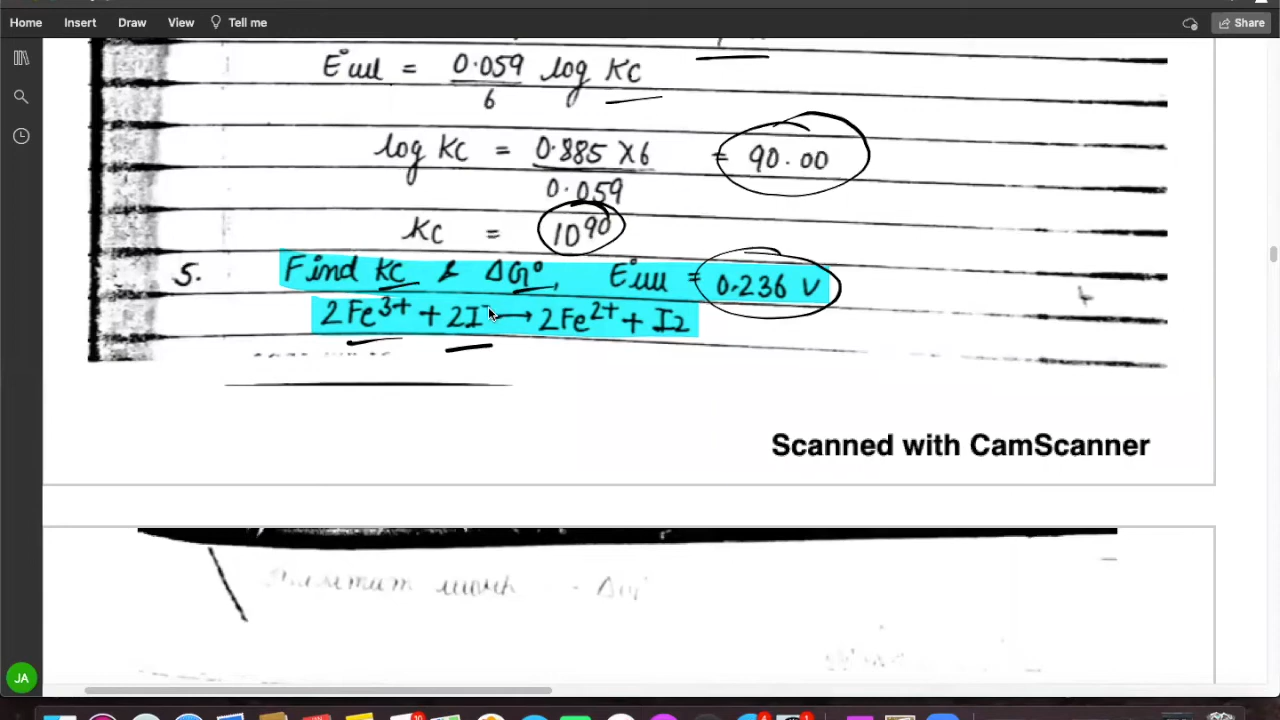 Home Insert Draw View Tell me Share
E°cell = 0.059 log Kc
6
log Kc = 0.885 X 6 = 90.00
0.059
Kc = 10^90
5. Find Kc & ΔG°, E°cell = 0.236 V
2Fe³⁺ + 2I⁻ → 2Fe²⁺ + I₂
Scanned with CamScanner
work - ΔG°
JA